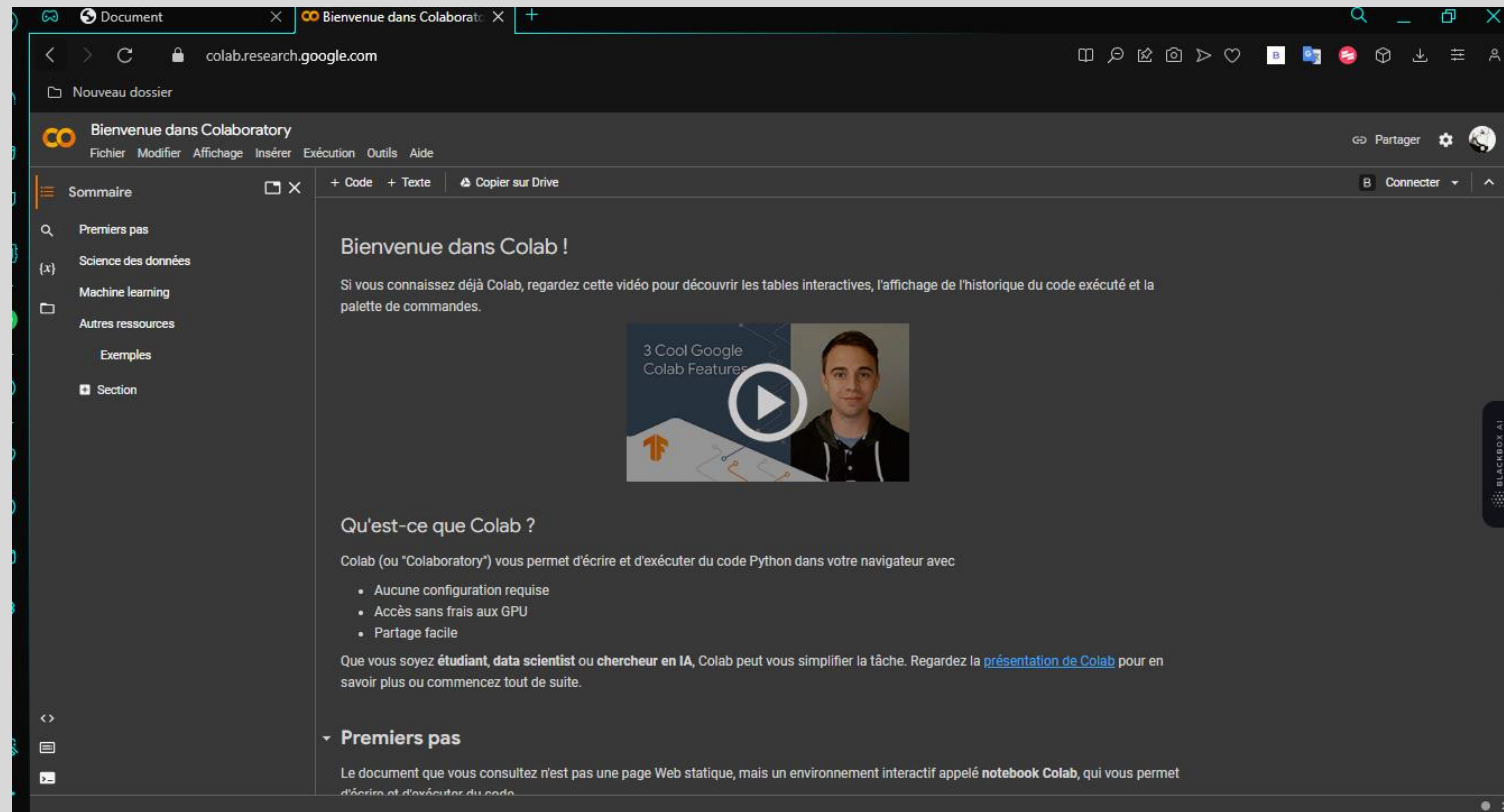 Document
Bienvenue dans Colaborato
colab.research.google.com
Nouveau dossier
Bienvenue dans Colaboratory
Fichier Modifier Affichage Insérer Exécution Outils Aide
Partager
Sommaire
+ Code + Texte Copier sur Drive
B Connecter
Premiers pas
Science des données
{x}
Machine learning
Autres ressources
Exemples
Section
Bienvenue dans Colab !
Si vous connaissez déjà Colab, regardez cette vidéo pour découvrir les tables interactives, l'affichage de l'historique du code exécuté et la
palette de commandes.
3 Cool Google
Colab Features
BLACKBOX AI
Qu'est-ce que Colab ?
Colab (ou "Colaboratory") vous permet d'écrire et d'exécuter du code Python dans votre navigateur avec
• Aucune configuration requise
• Accès sans frais aux GPU
• Partage facile
Que vous soyez étudiant, data scientist ou chercheur en IA, Colab peut vous simplifier la tâche. Regardez la présentation de Colab pour en
savoir plus ou commencez tout de suite.
Premiers pas
Le document que vous consultez n'est pas une page Web statique, mais un environnement interactif appelé notebook Colab, qui vous permet
d'écrire et d'exécuter du code